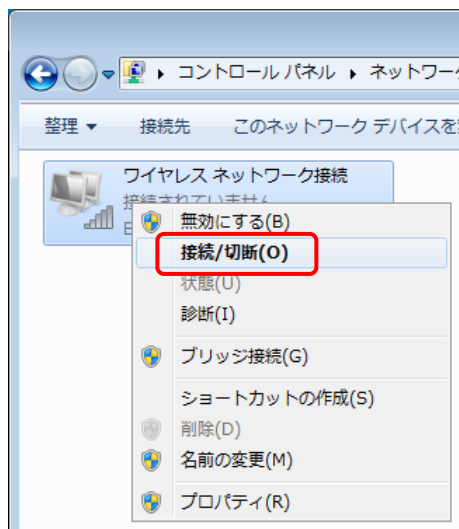 コントロール パネル ▸ ネットワーク
整理 ▼ 接続先 このネットワーク デバイスを
ワイヤレス ネットワーク接続
接続されていません
無効にする(B)
接続/切断(O)
状態(U)
診断(I)
ブリッジ接続(G)
ショートカットの作成(S)
削除(D)
名前の変更(M)
プロパティ(R)